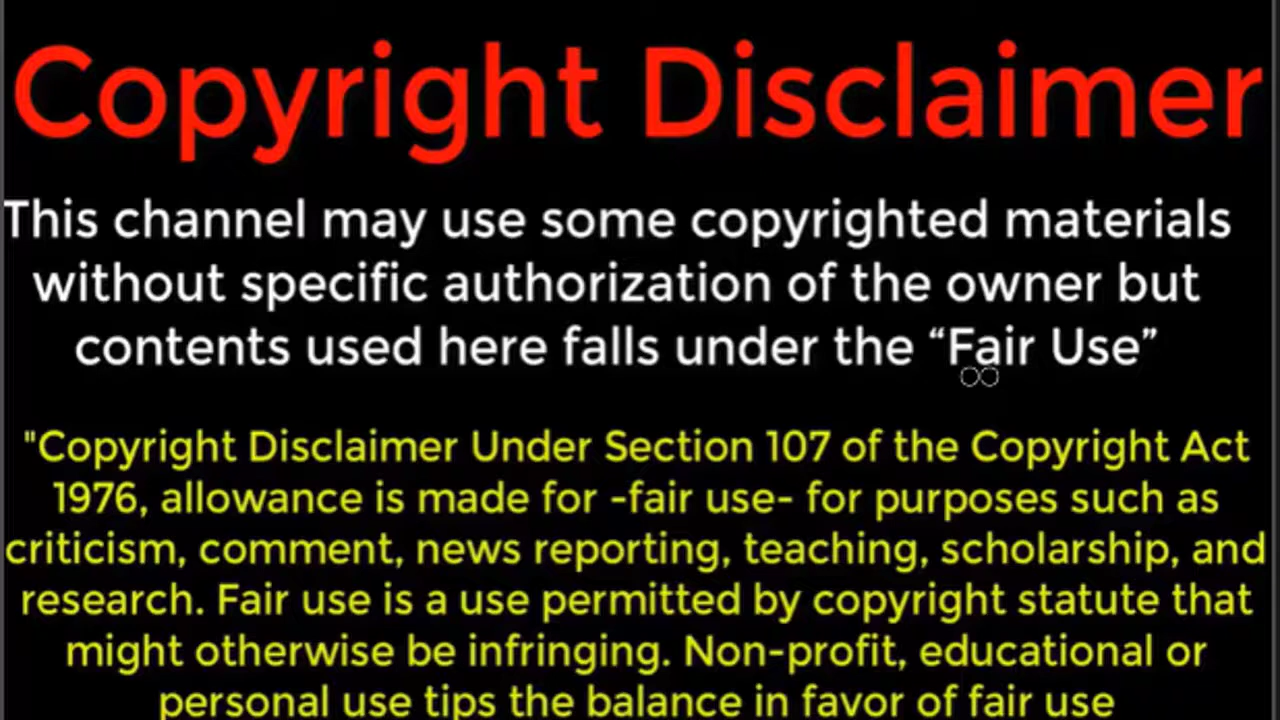 Copyright Disclaimer
This channel may use some copyrighted materials
without specific authorization of the owner but
contents used here falls under the “Fair Use”
"Copyright Disclaimer Under Section 107 of the Copyright Act
1976, allowance is made for -fair use- for purposes such as
criticism, comment, news reporting, teaching, scholarship, and
research. Fair use is a use permitted by copyright statute that
might otherwise be infringing. Non-profit, educational or
personal use tips the balance in favor of fair use